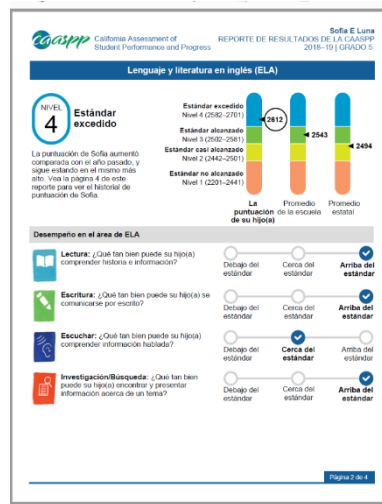 Sofia E Luna
caaspp California Assessment of
Student Performance and Progress
REPORTE DE RESULTADOS DE LA CAASPP
2018–19 | GRADO 5
Lenguaje y literatura en inglés (ELA)
NIVEL
4
Estándar
excedido
La puntuación de Sofia aumentó
comparada con el año pasado, y
sigue estando en el mismo más
alto. Vea la página 4 de este
reporte para ver el historial de
puntuación de Sofia.
Estándar excedido
Nivel 4 (2582–2701)
Estándar alcanzado
Nivel 3 (2502–2581)
Estándar casi alcanzado
Nivel 2 (2442–2501)
Estándar no alcanzado
Nivel 1 (2201–2441)
2612
2543
2494
La
puntuación
de su hijo(a)
Promedio
de la escuela
Promedio
estatal
Desempeño en el área de ELA
Lectura: ¿Qué tan bien puede su hijo(a)
comprender historia e información?
Debajo del
estándar
Cerca del
estándar
Arriba del
estándar
Escritura: ¿Qué tan bien puede su hijo(a) se
comunicarse por escrito?
Debajo del
estándar
Cerca del
estándar
Arriba del
estándar
Escuchar: ¿Qué tan bien puede su hijo(a)
comprender información hablada?
Debajo del
estándar
Cerca del
estándar
Arriba del
estándar
Investigación/Búsqueda: ¿Qué tan bien
puede su hijo(a) encontrar y presentar
información acerca de un tema?
Debajo del
estándar
Cerca del
estándar
Arriba del
estándar
Página 2 de 4